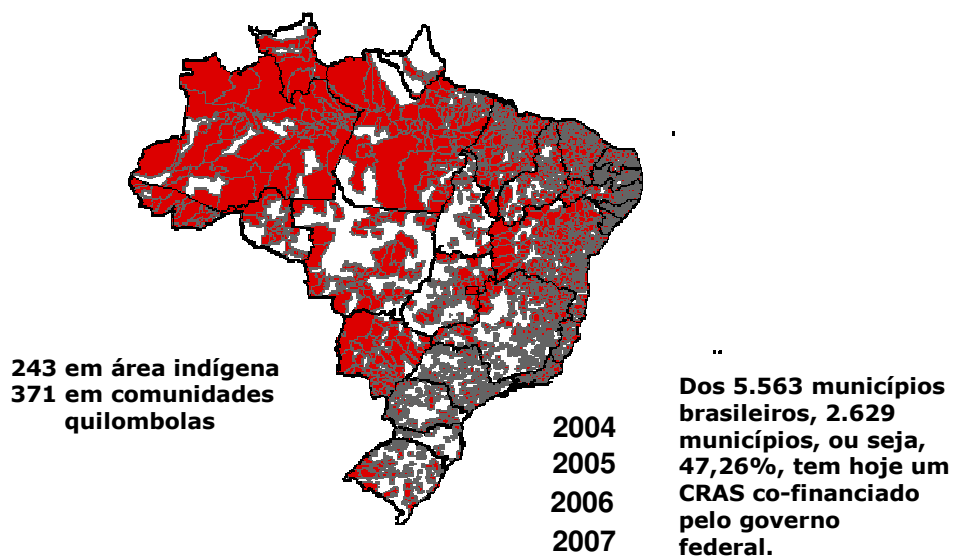 243 em área indígena
371 em comunidades
quilombolas
2004
2005
2006
2007
Dos 5.563 municípios
brasileiros, 2.629
municípios, ou seja,
47,26%, tem hoje um
CRAS co-financiado
pelo governo
federal.